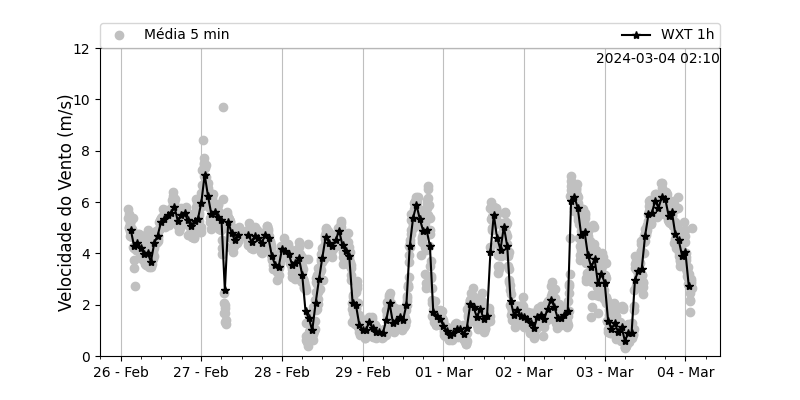 Média 5 min
WXT 1h
2024-03-04 02:10
Velocidade do Vento (m/s)
12
10
8
6
4
2
0
26 - Feb
27 - Feb
28 - Feb
29 - Feb
01 - Mar
02 - Mar
03 - Mar
04 - Mar